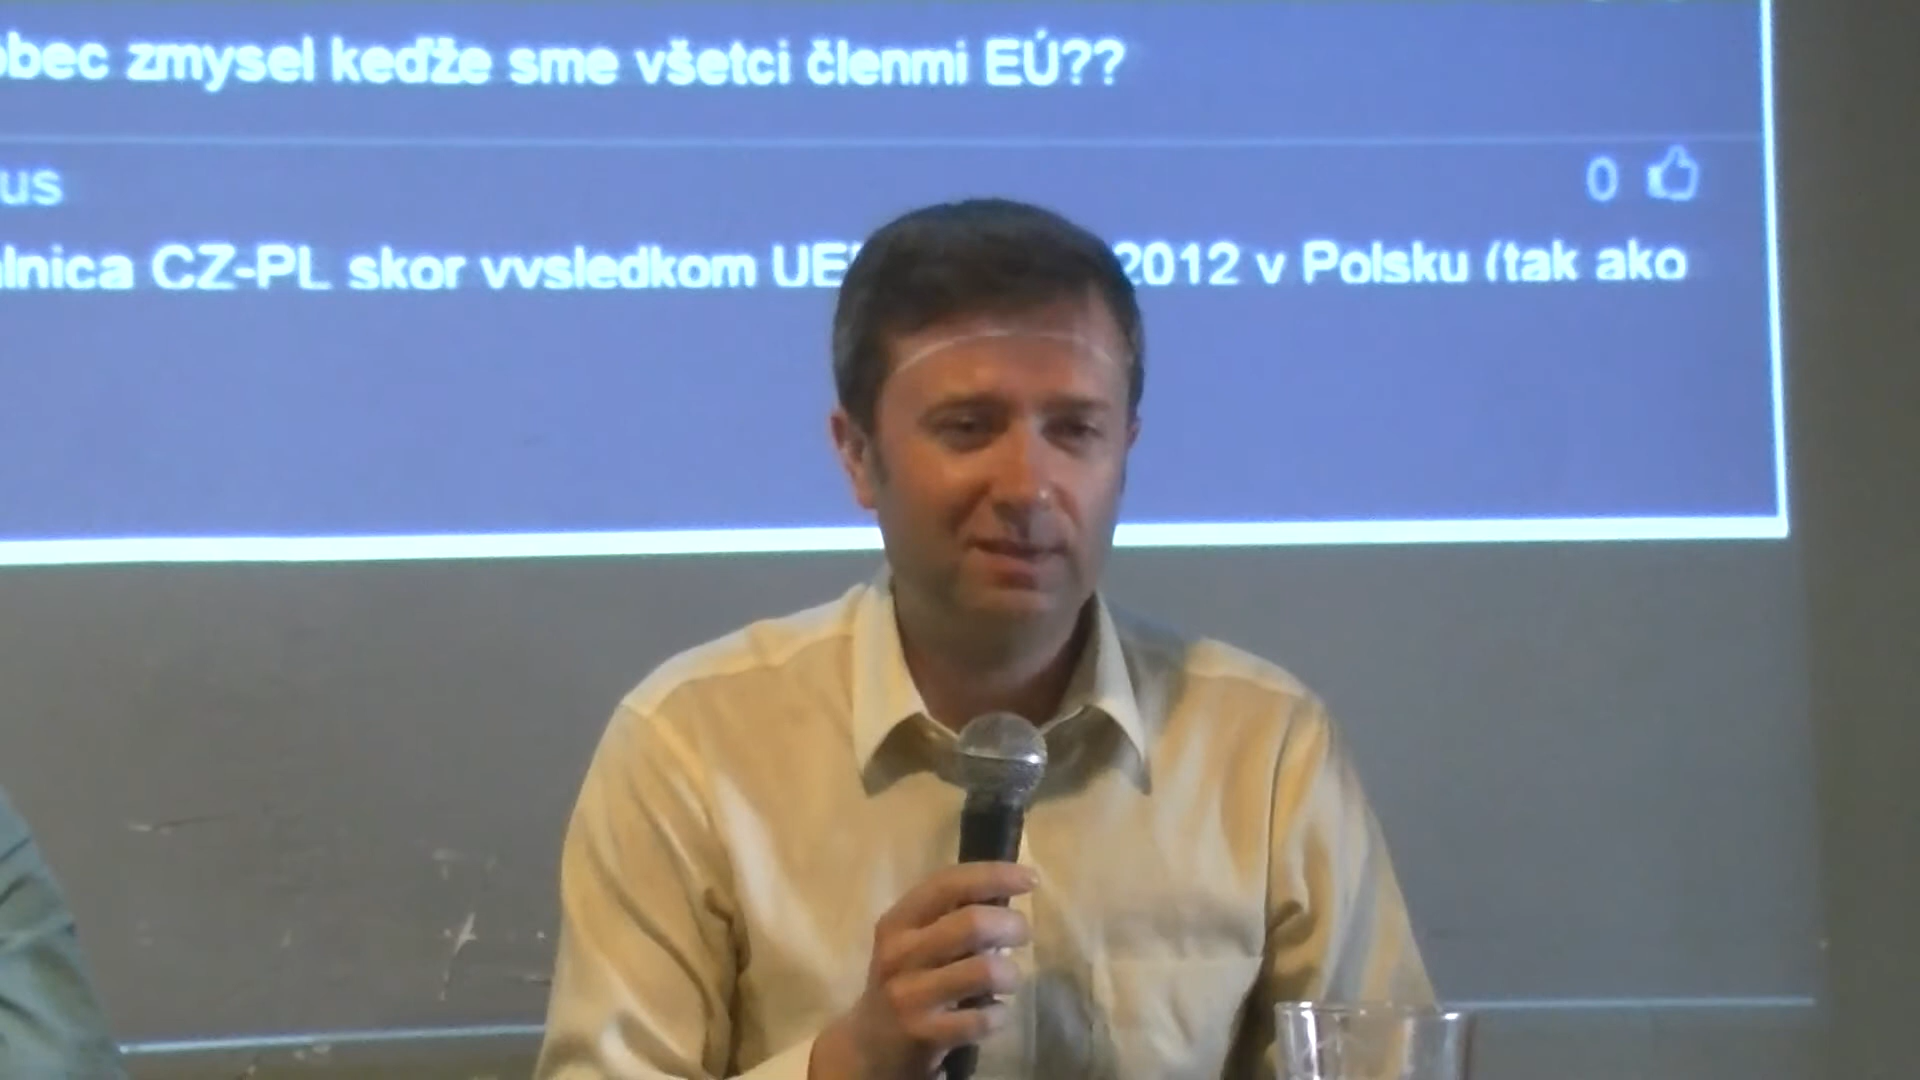 zmysel keďže sme všetci členmi EÚ??
0
CZ-PL skor vysledkom 2012 v Polsku (tak ako